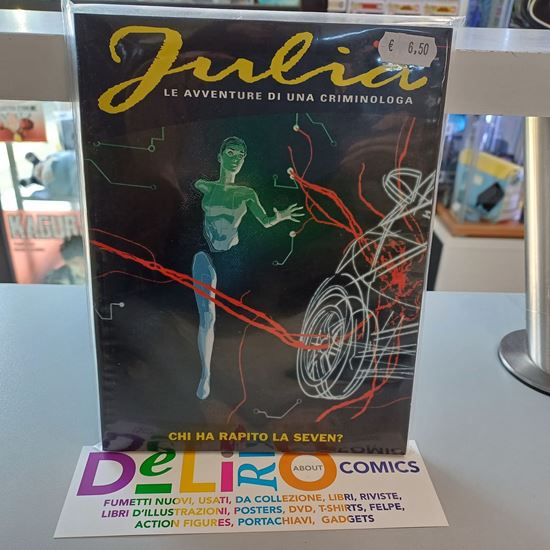 Julia
€ 6,50
LE AVVENTURE DI UNA CRIMINOLOGA
KAGUR
CHI HA RAPITO LA SEVEN?
DeLiRiO
ABOUT
COMICS
FUMETTI NUOVI, USATI, DA COLLEZIONE, LIBRI, RIVISTE,
LIBRI D'ILLUSTRAZIONI, POSTERS, DVD, T-SHIRTS, FELPE,
ACTION FIGURES, PORTACHIAVI, GADGETS